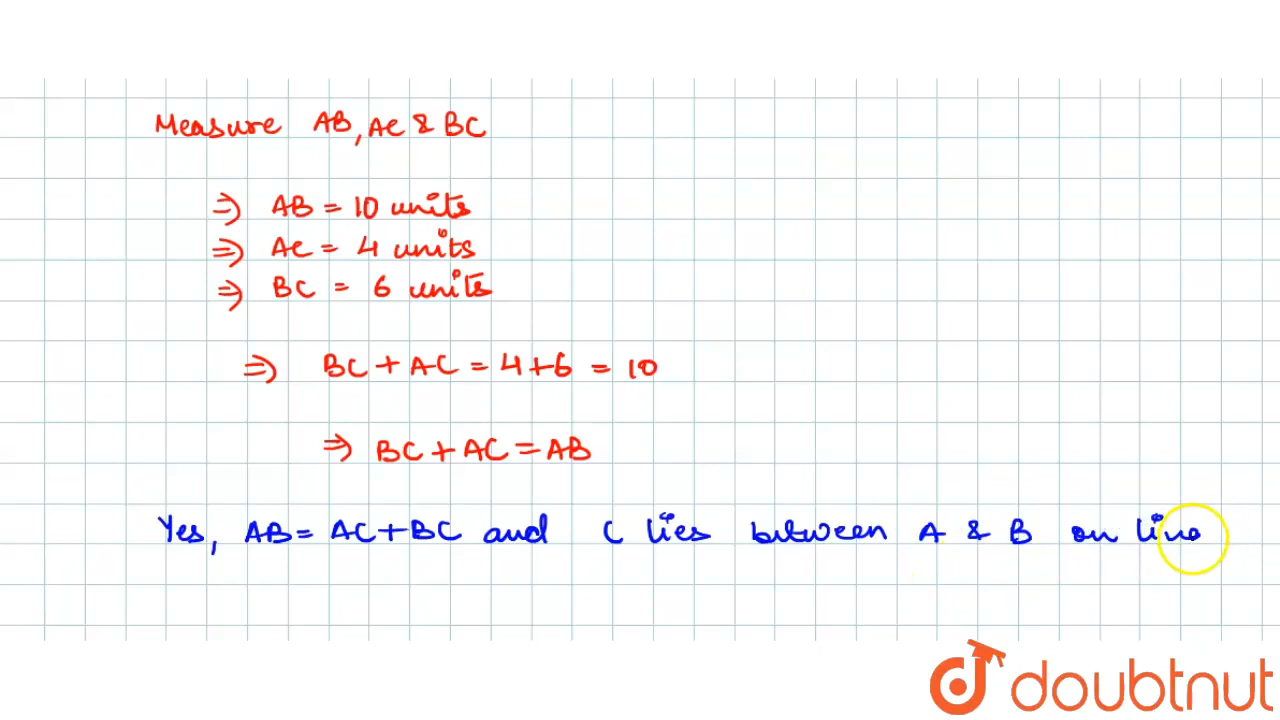 Measure AB, AC & BC
⇒ AB = 10 units
⇒ AC = 4 units
⇒ BC = 6 units
⇒ BC + AC = 4+6 = 10
⇒ BC + AC = AB
Yes, AB = AC + BC and C lies between A & B on line
doubtnut